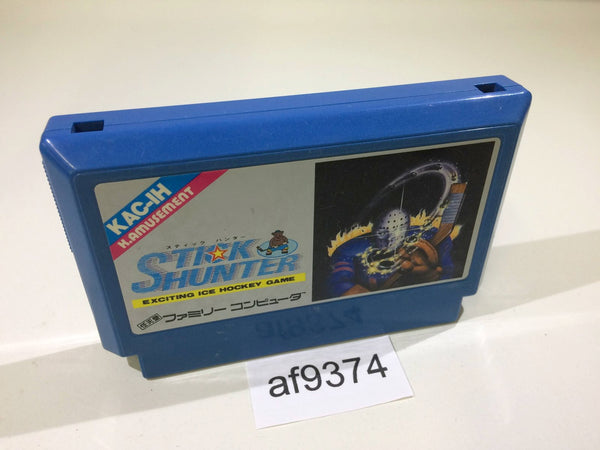 KAC-IH
K.AMUSEMENT
スティック ハンター
STICK
HUNTER
EXCITING ICE HOCKEY GAME
ファミリー コンピュータ
af9374